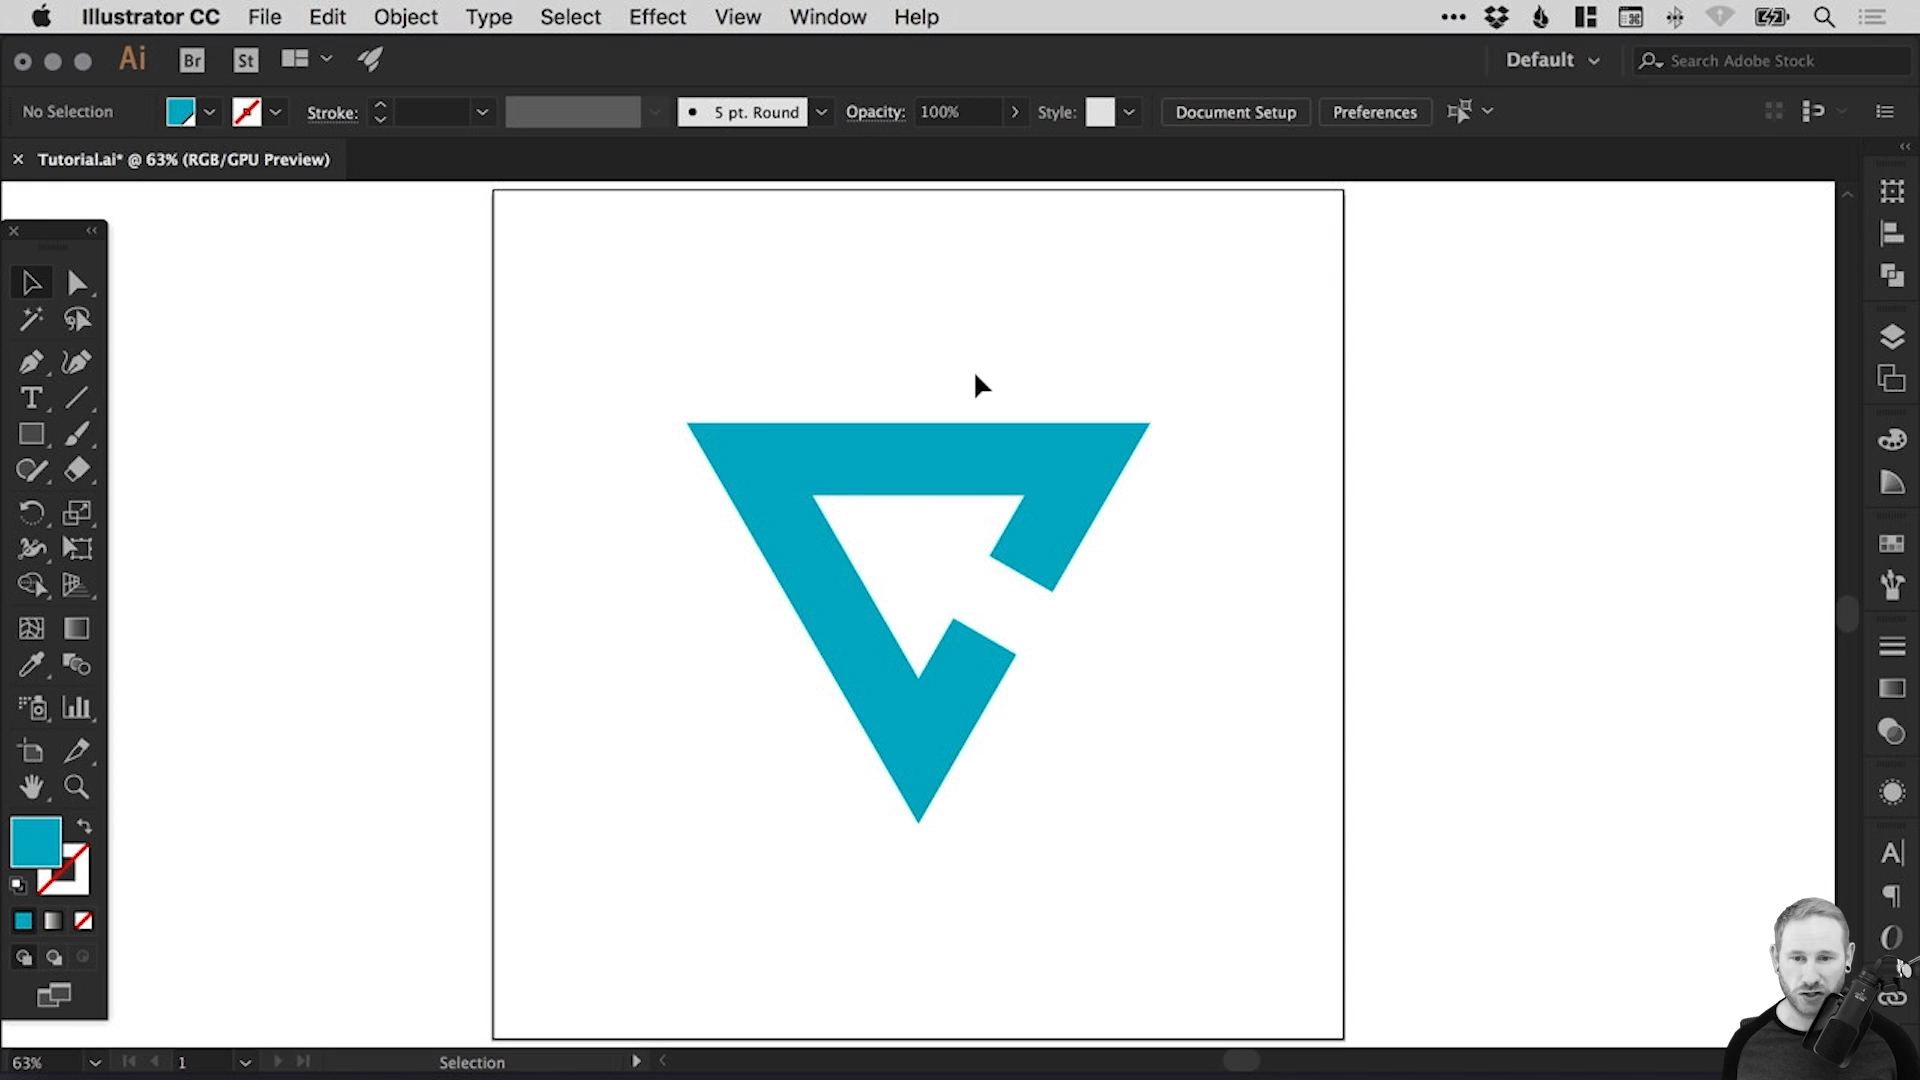 Illustrator CC File Edit Object Type Select Effect View Window Help
Ai Br St Default Search Adobe Stock
No Selection Stroke: 5 pt. Round Opacity: 100% Style: Document Setup Preferences
Tutorial.ai* @ 63% (RGB/GPU Preview)
63% 1 Selection